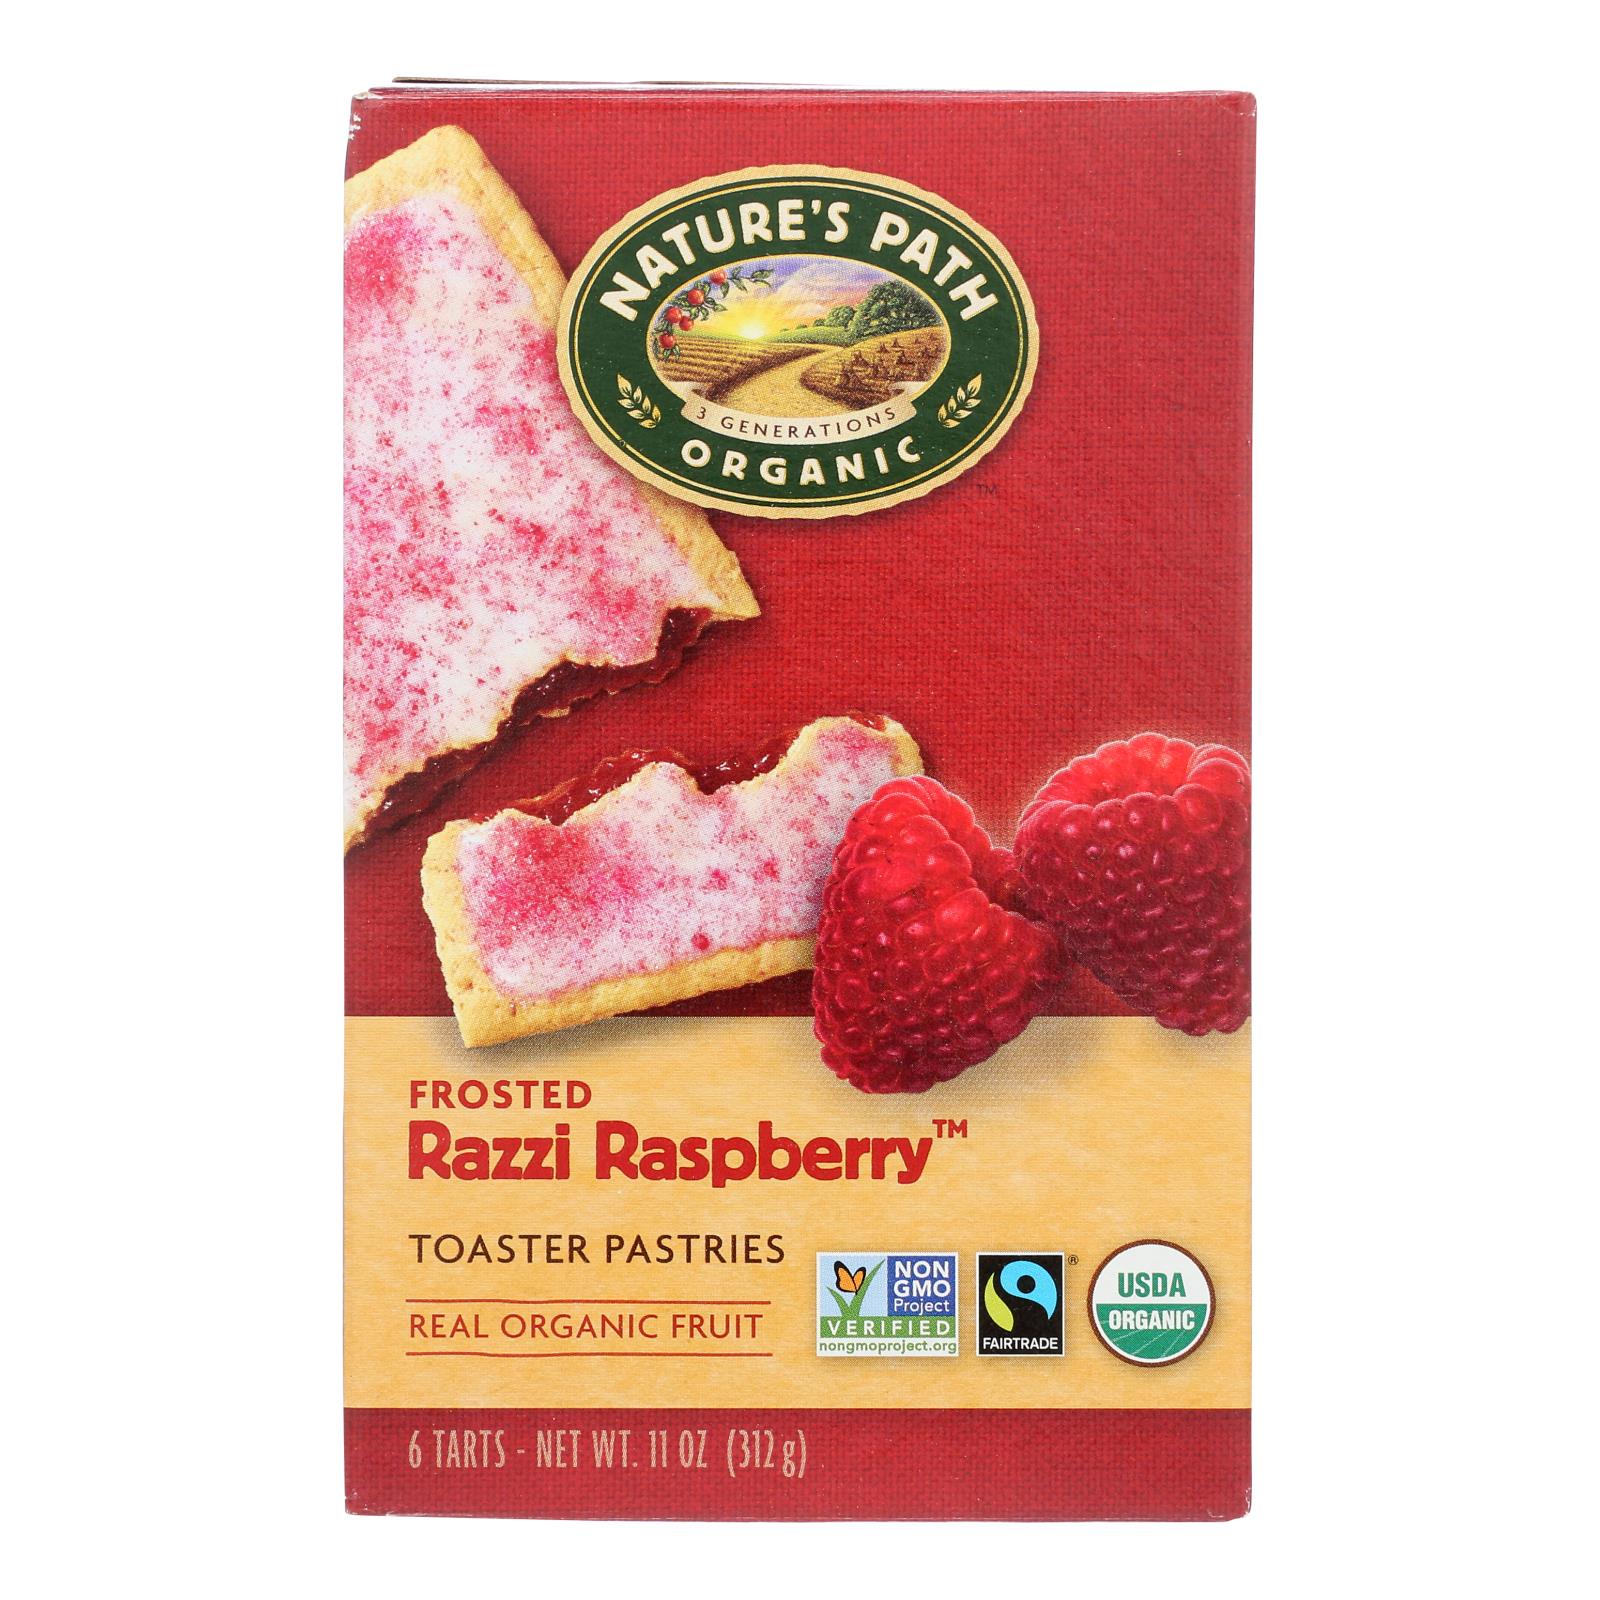 NATURE'S PATH
3 GENERATIONS
ORGANIC
TM
FROSTED
Razzi Raspberry™
TOASTER PASTRIES
REAL ORGANIC FRUIT
NON
GMO
Project
VERIFIED
nongmoproject.org
FAIRTRADE
®
USDA
ORGANIC
6 TARTS - NET WT. 11 OZ (312 g)